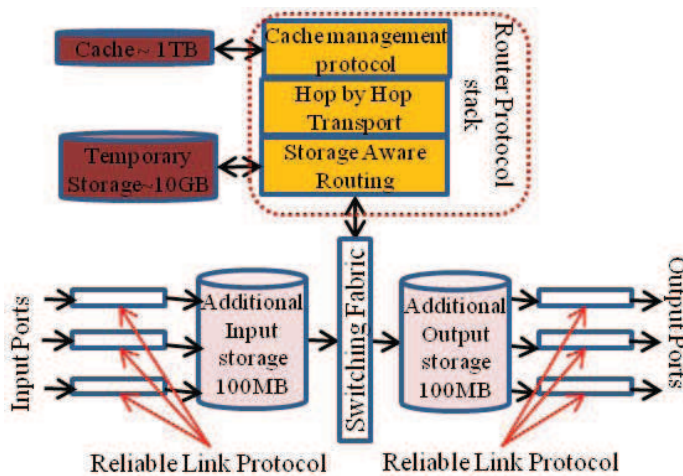 Cache~ 1TB
Cache management
protocol
Hop by Hop
Transport
Storage Aware
Routing
Router Protocol
stack
Temporary
Storage~10GB
Input Ports
Additional
Input
storage
100MB
Switching Fabric
Additional
Output
storage
100MB
Output
Ports
Reliable Link Protocol
Reliable Link Protocol